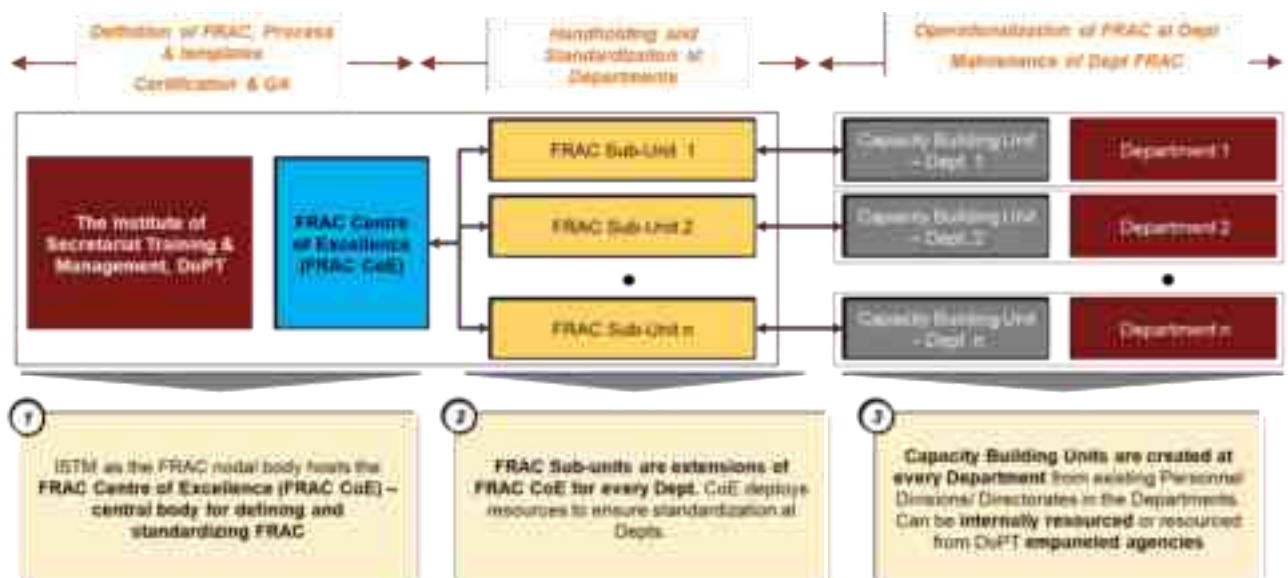 Definition of FRAC, Process
& templates
Certification & QA
Handholding and
Standardization at
Departments
Operationalization of FRAC at Dept
Maintenance of Dept FRAC
The Institute of
Secretariat Training &
Management, DoPT
FRAC Centre
of Excellence
(FRAC CoE)
FRAC Sub-Unit 1
FRAC Sub-Unit 2
FRAC Sub-Unit n
Capacity Building Unit
– Dept. 1
Department 1
Capacity Building Unit
– Dept. 2
Department 2
Capacity Building Unit
– Dept. n
Department n
1
ISTM as the FRAC nodal body hosts the
FRAC Centre of Excellence (FRAC CoE) –
central body for defining and
standardizing FRAC
2
FRAC Sub-units are extensions of
FRAC CoE for every Dept. CoE deploys
resources to ensure standardization at
Depts.
3
Capacity Building Units are created at
every Department from existing Personnel
Divisions/ Directorates in the Departments.
Can be internally resourced or resourced
from DoPT empaneled agencies